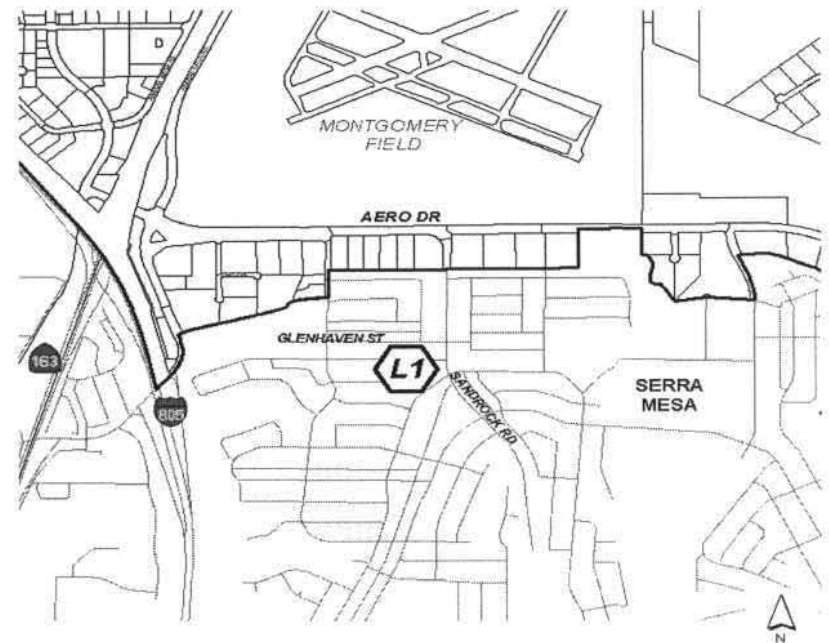 D
MONTGOMERY
FIELD
AERO DR
GLENHAVEN ST
163
L1
SANDROCK RD
SERRA
MESA
805
N